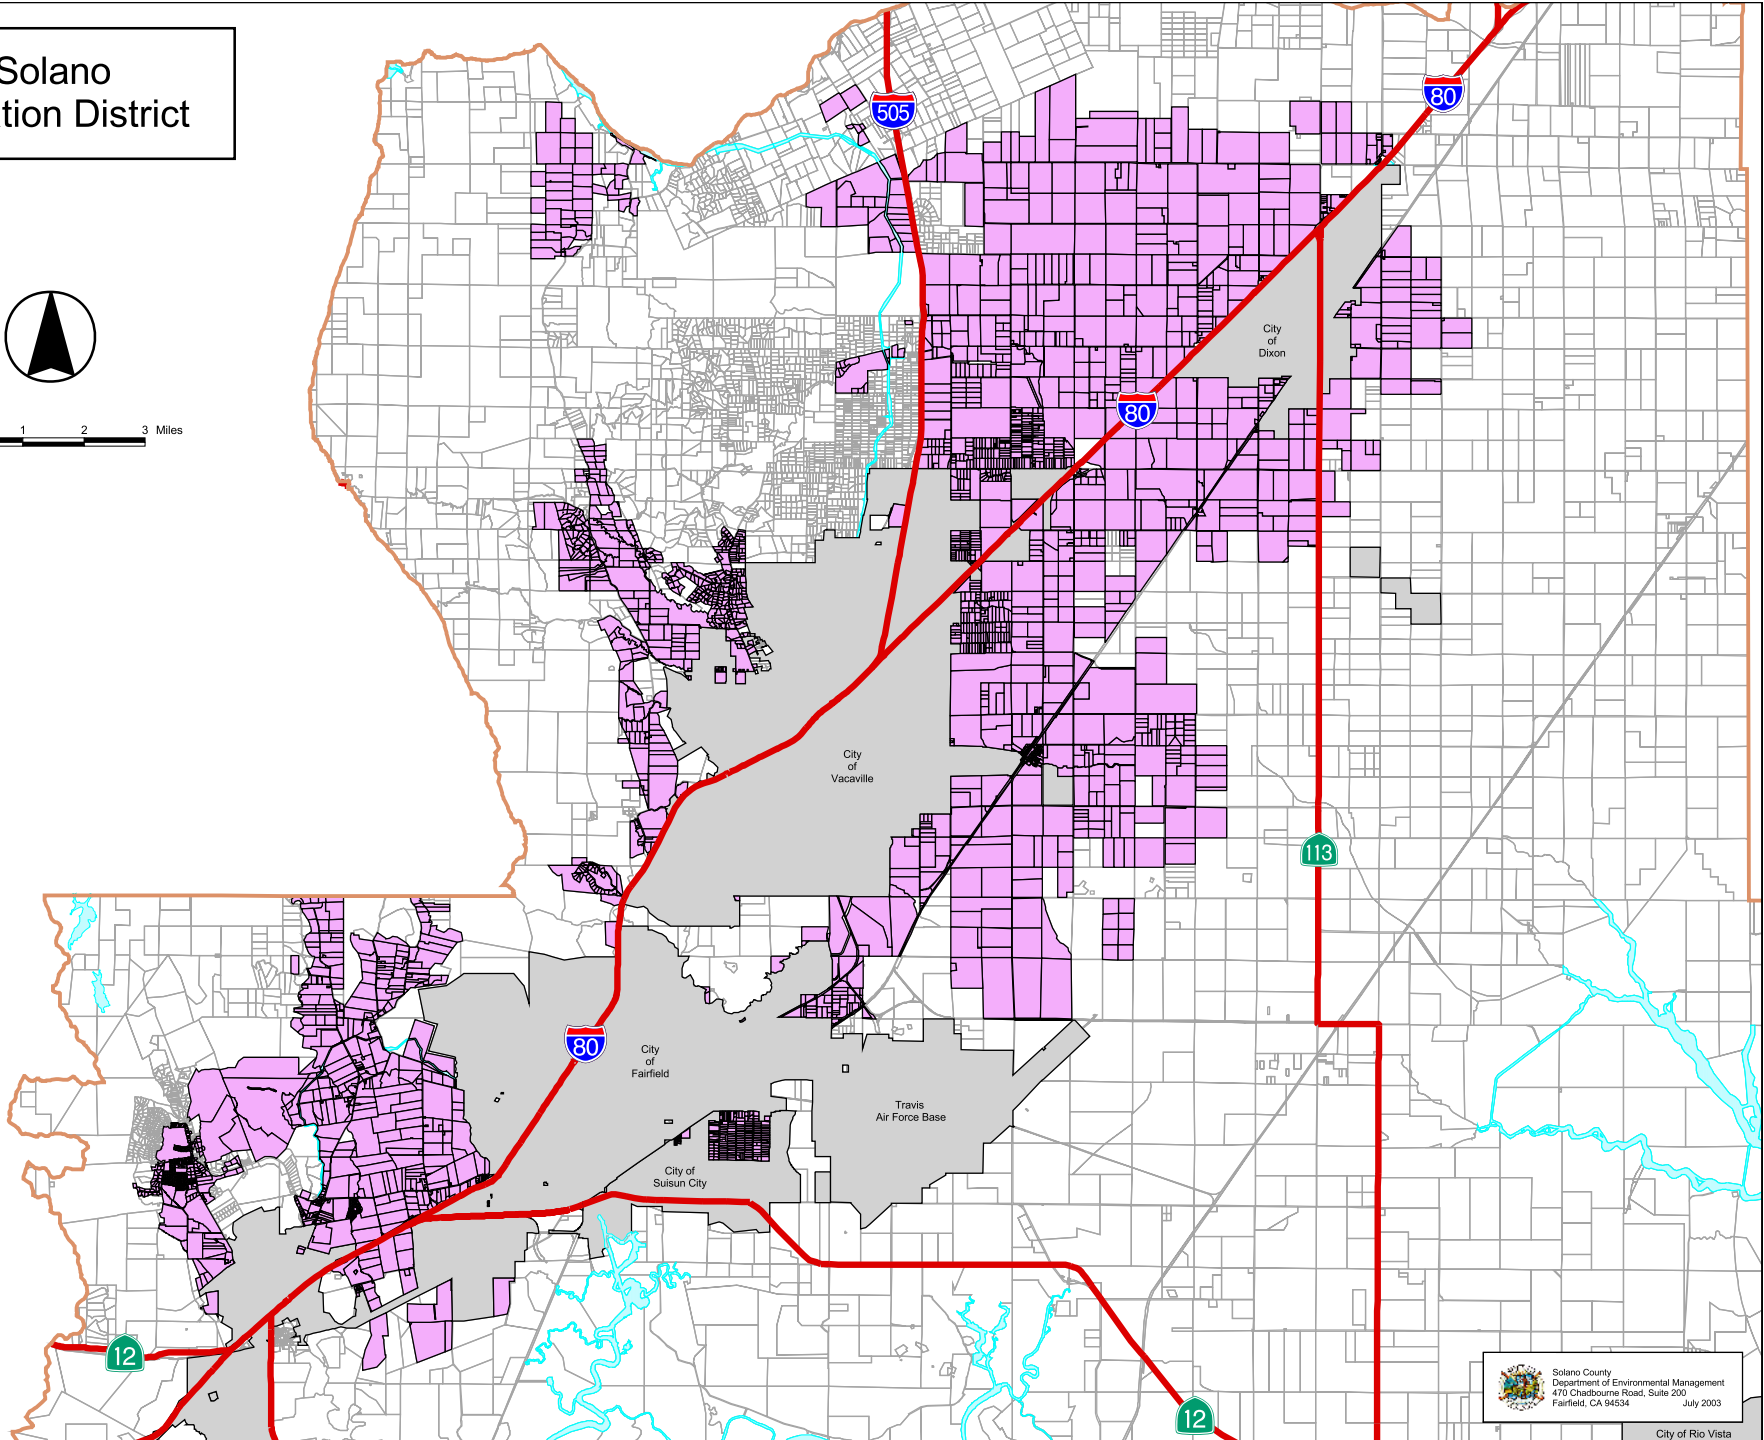 Solano
tion District
505
80
1 2 3 Miles
City
of
Dixon
80
City
of
Vacaville
113
80
City
of
Fairfield
Travis
Air Force Base
City of
Suisun City
12
12
Solano County
Department of Environmental Management
470 Chadbourne Road, Suite 200
Fairfield, CA 94534 July 2003
City of Rio Vista